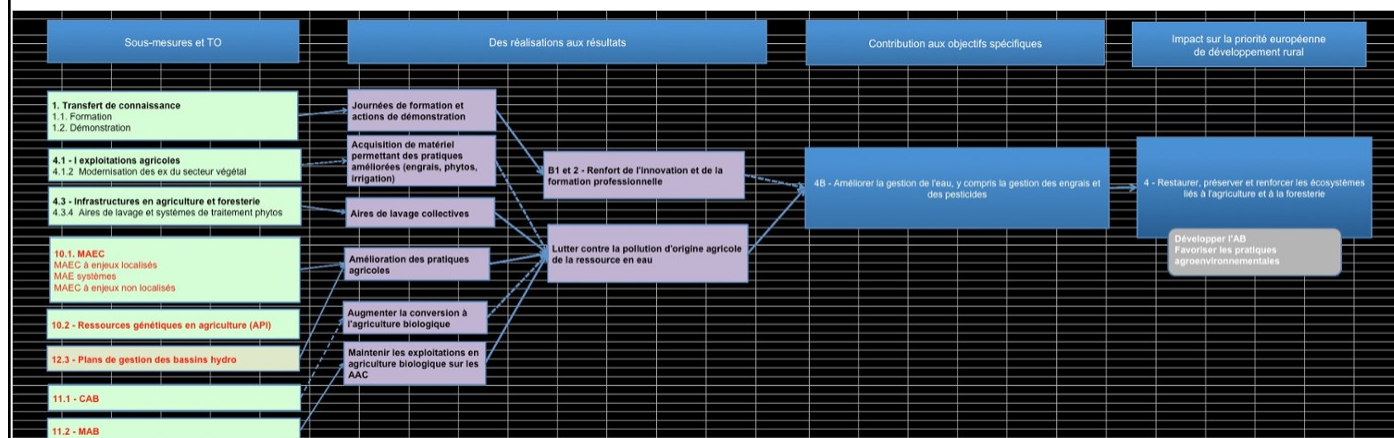 Sous-mesures et TO
Des réalisations aux résultats
Contribution aux objectifs spécifiques
Impact sur la priorité européenne
de développement rural
1. Transfert de connaissance
1.1. Formation
1.2. Démonstration
4.1 - I exploitations agricoles
4.1.2 Modernisation des ex du secteur végétal
4.3 - Infrastructures en agriculture et foresterie
4.3.4 Aires de lavage et systèmes de traitement phytos
10.1. MAEC
MAEC à enjeux localisés
MAE systèmes
MAEC à enjeux non localisés
10.2 - Ressources génétiques en agriculture (API)
12.3 - Plans de gestion des bassins hydro
11.1 - CAB
11.2 - MAB
Journées de formation et
actions de démonstration
Acquisition de matériel
permettant des pratiques
améliorées (engrais, phytos,
irrigation)
Aires de lavage collectives
Amélioration des pratiques
agricoles
Augmenter la conversion à
l'agriculture biologique
Maintenir les exploitations en
agriculture biologique sur les
AAC
B1 et 2 - Renfort de l'innovation et de la
formation professionnelle
Lutter contre la pollution d'origine agricole
de la ressource en eau
4B - Améliorer la gestion de l'eau, y compris la gestion des engrais et
des pesticides
4 - Restaurer, préserver et renforcer les écosystèmes
liés à l'agriculture et à la foresterie
Développer l'AB
Favoriser les pratiques
agroenvironnementales